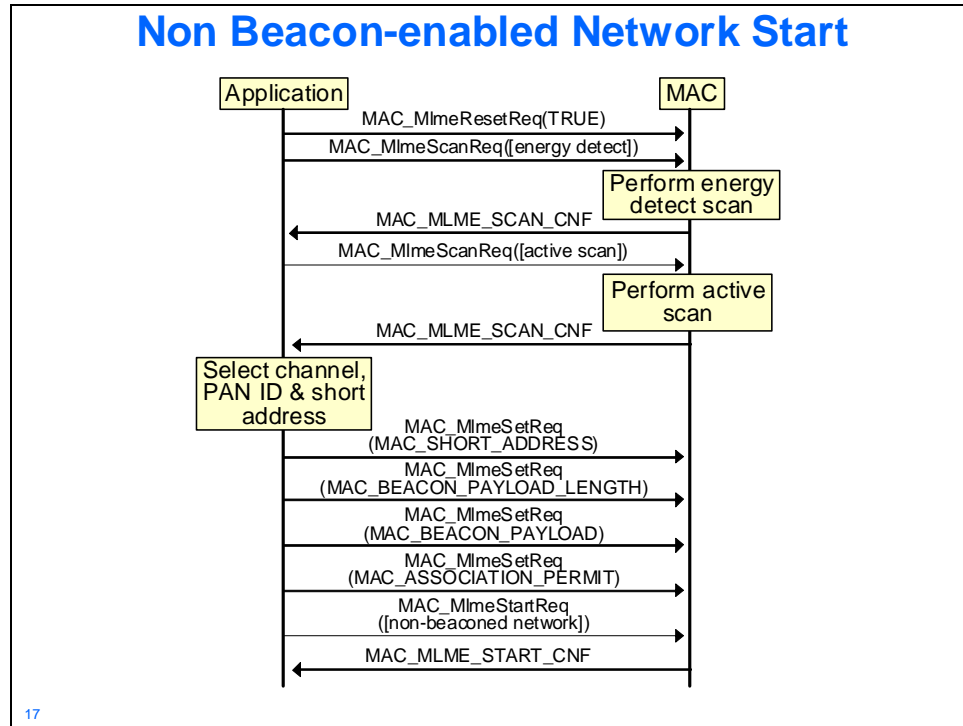 Non Beacon-enabled Network Start
Application
MAC
MAC_MlmeResetReq(TRUE)
MAC_MlmeScanReq([energy detect])
Perform energy
detect scan
MAC_MLME_SCAN_CNF
MAC_MlmeScanReq([active scan])
Perform active
scan
MAC_MLME_SCAN_CNF
Select channel,
PAN ID & short
address
MAC_MlmeSetReq
(MAC_SHORT_ADDRESS)
MAC_MlmeSetReq
(MAC_BEACON_PAYLOAD_LENGTH)
MAC_MlmeSetReq
(MAC_BEACON_PAYLOAD)
MAC_MlmeSetReq
(MAC_ASSOCIATION_PERMIT)
MAC_MlmeStartReq
([non-beaconed network])
MAC_MLME_START_CNF
17